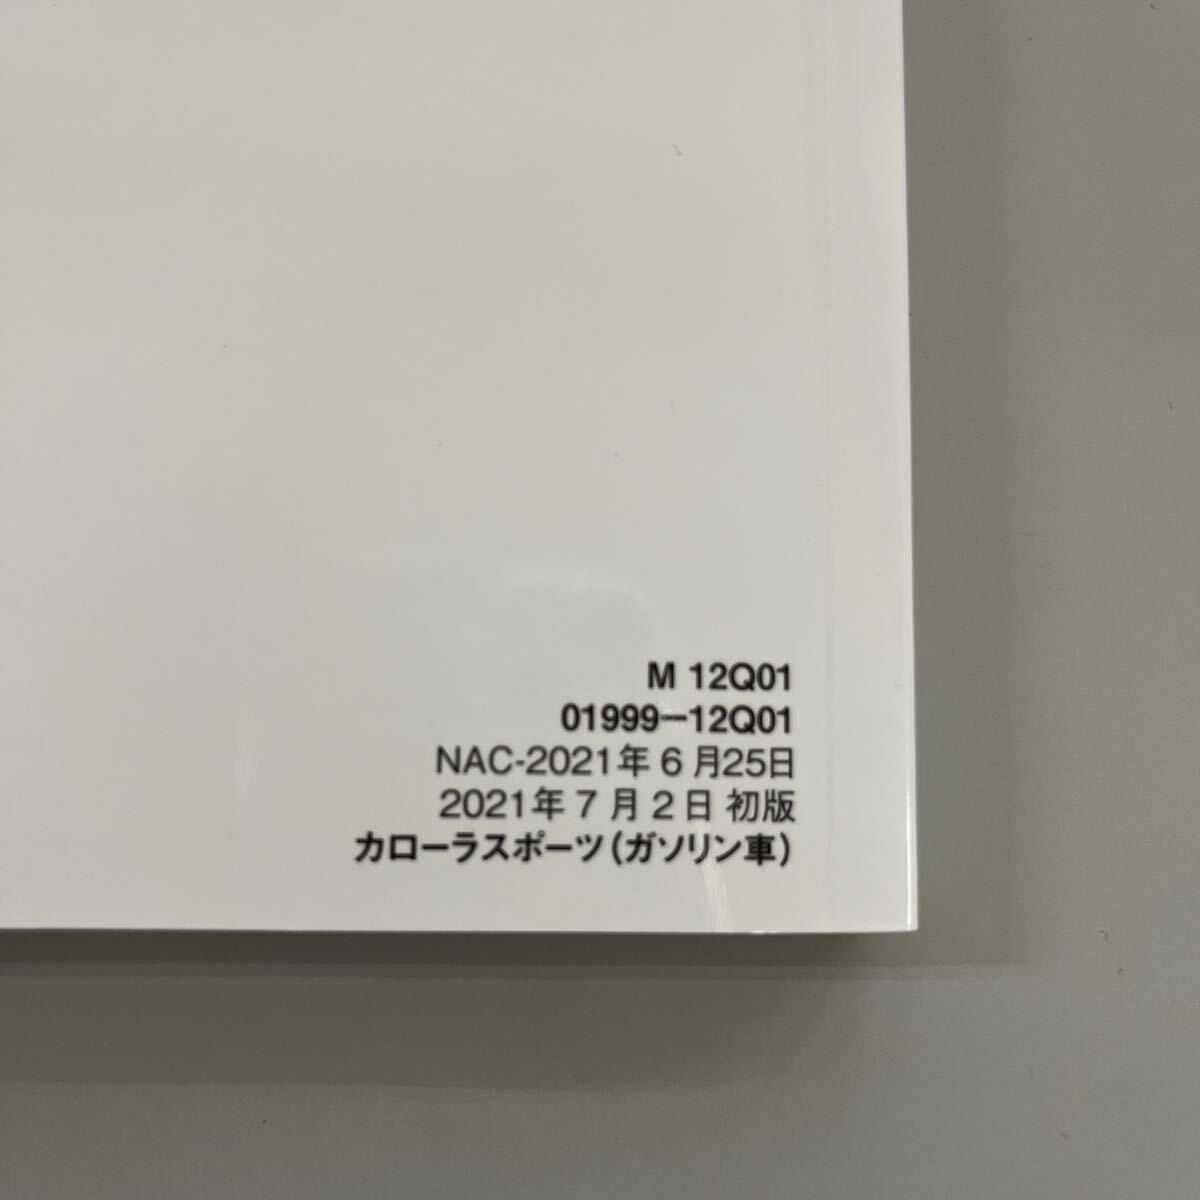 M 12Q01
01999-12Q01
NAC-2021年6月25日
2021年7月2日 初版
カローラスポーツ(ガソリン車)